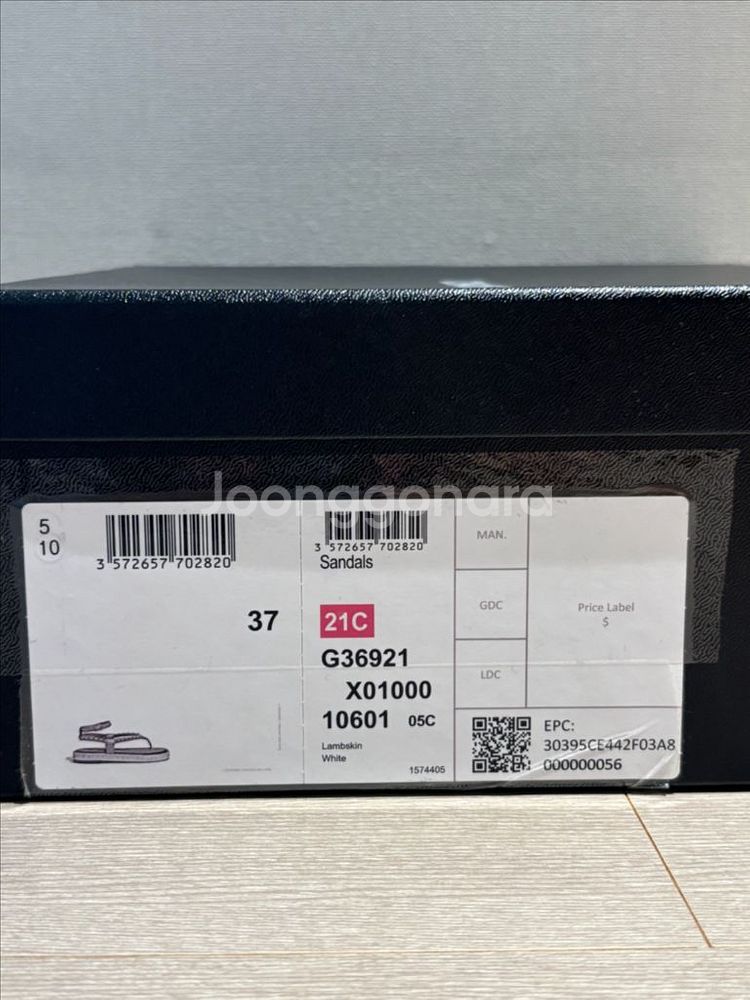 Joonggonara
5
10
3 572657 702820
37
3 572657 702820
Sandals
21C
G36921
X01000
10601 05C
Lambskin
White
1574405
MAN.
GDC
LDC
Price Label
$
EPC:
30395CE442F03A8
000000056